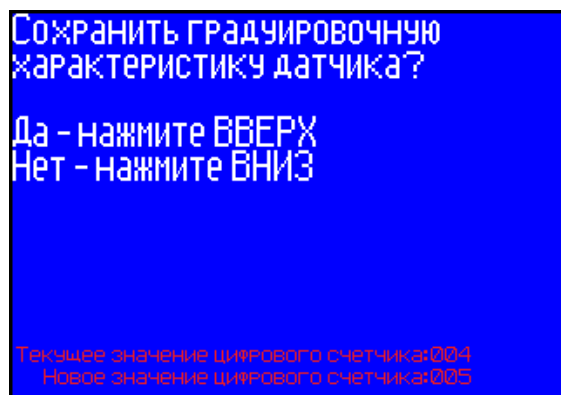 Сохранить градуировочную
характеристику датчика?
Да - нажмите ВВЕРХ
Нет - нажмите ВНИЗ
Текущее значение цифрового счетчика:004
Новое значение цифрового счетчика:005